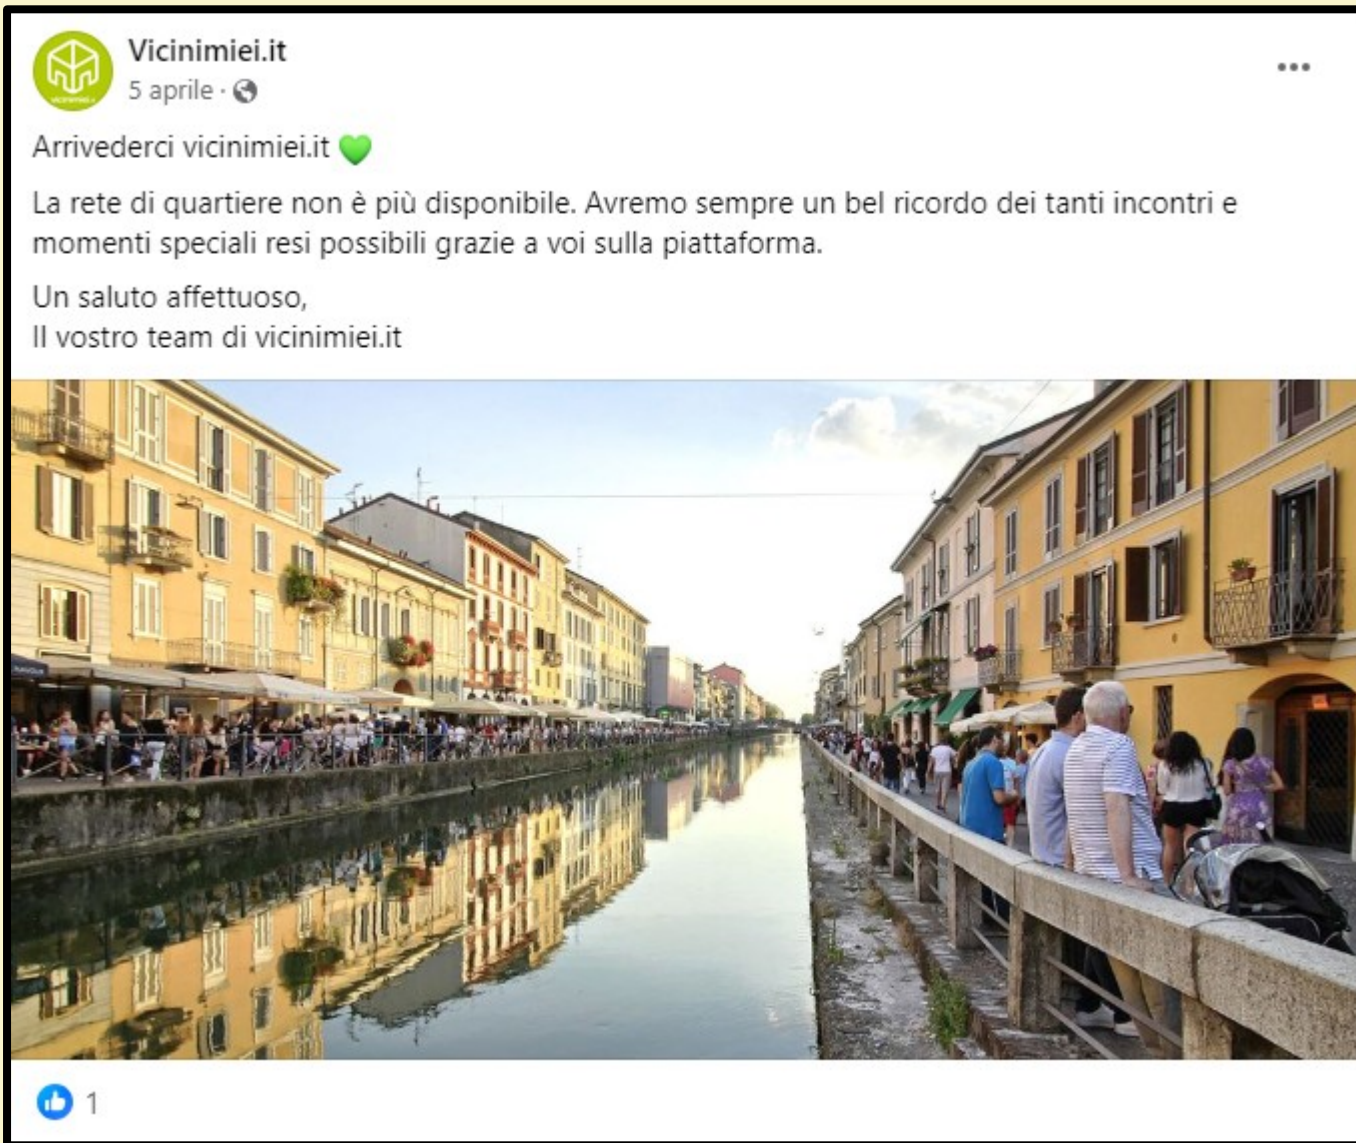 Vicinimiei.it
5 aprile ·
Arrivederci vicinimiei.it 💚
La rete di quartiere non è più disponibile. Avremo sempre un bel ricordo dei tanti incontri e
momenti speciali resi possibili grazie a voi sulla piattaforma.
Un saluto affettuoso,
Il vostro team di vicinimiei.it
1